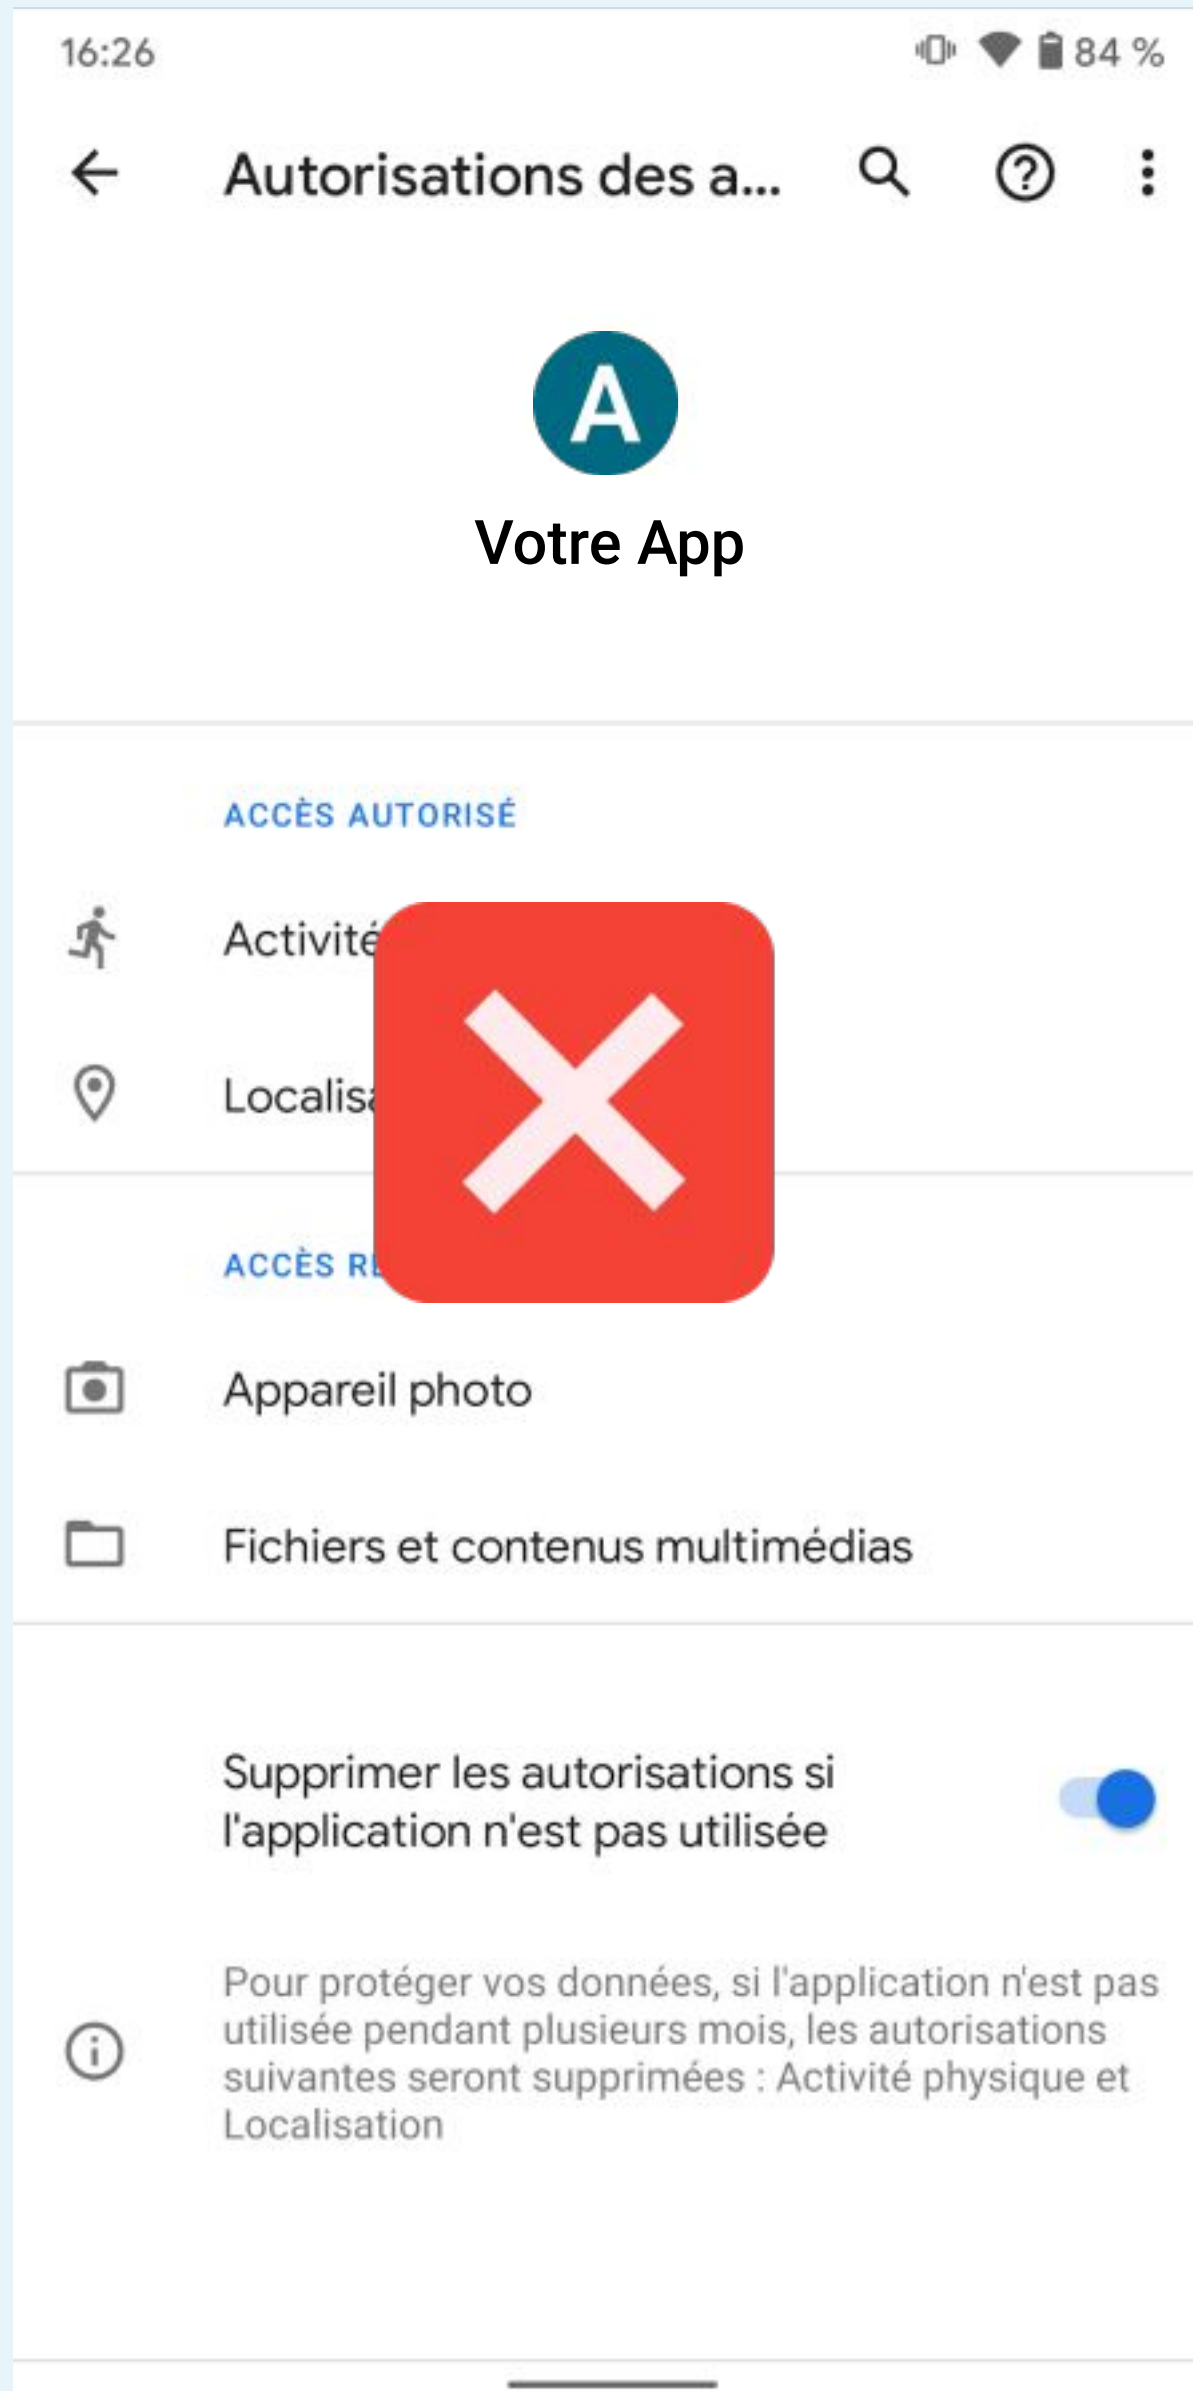 16:26
84 %
Autorisations des a...
A
Votre App
ACCÈS AUTORISÉ
Activité
ACCÈS
Appareil photo
Fichiers et contenus multimédias
Supprimer les autorisations si
l'application n'est pas utilisée
Pour protéger vos données, si l'application n'est pas
utilisée pendant plusieurs mois, les autorisations
suivantes seront supprimées : Activité physique et
Localisation